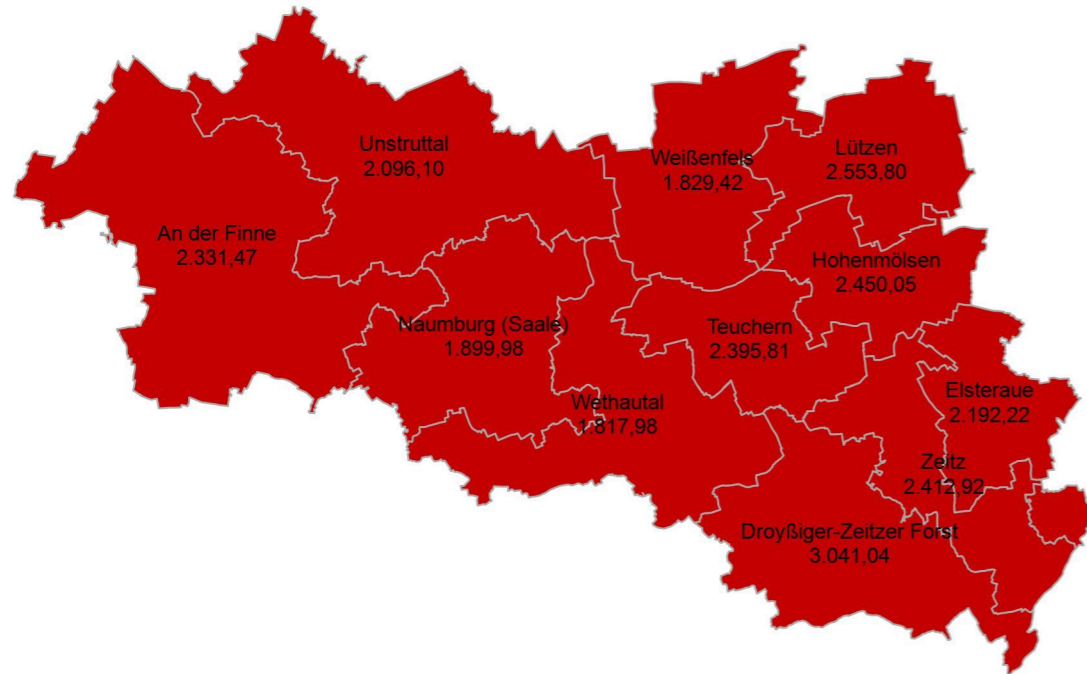 Unstruttal
2.096,10
Weißenfels
1.829,42
Lützen
2.553,80
An der Finne
2.331,47
Hohenmölsen
2.450,05
Naumburg (Saale)
1.899,98
Teuchern
2.395,81
Wethautal
1.817,98
Elsteraue
2.192,22
Zeitz
2.412,92
Droyßiger-Zeitzer Forst
3.041,04